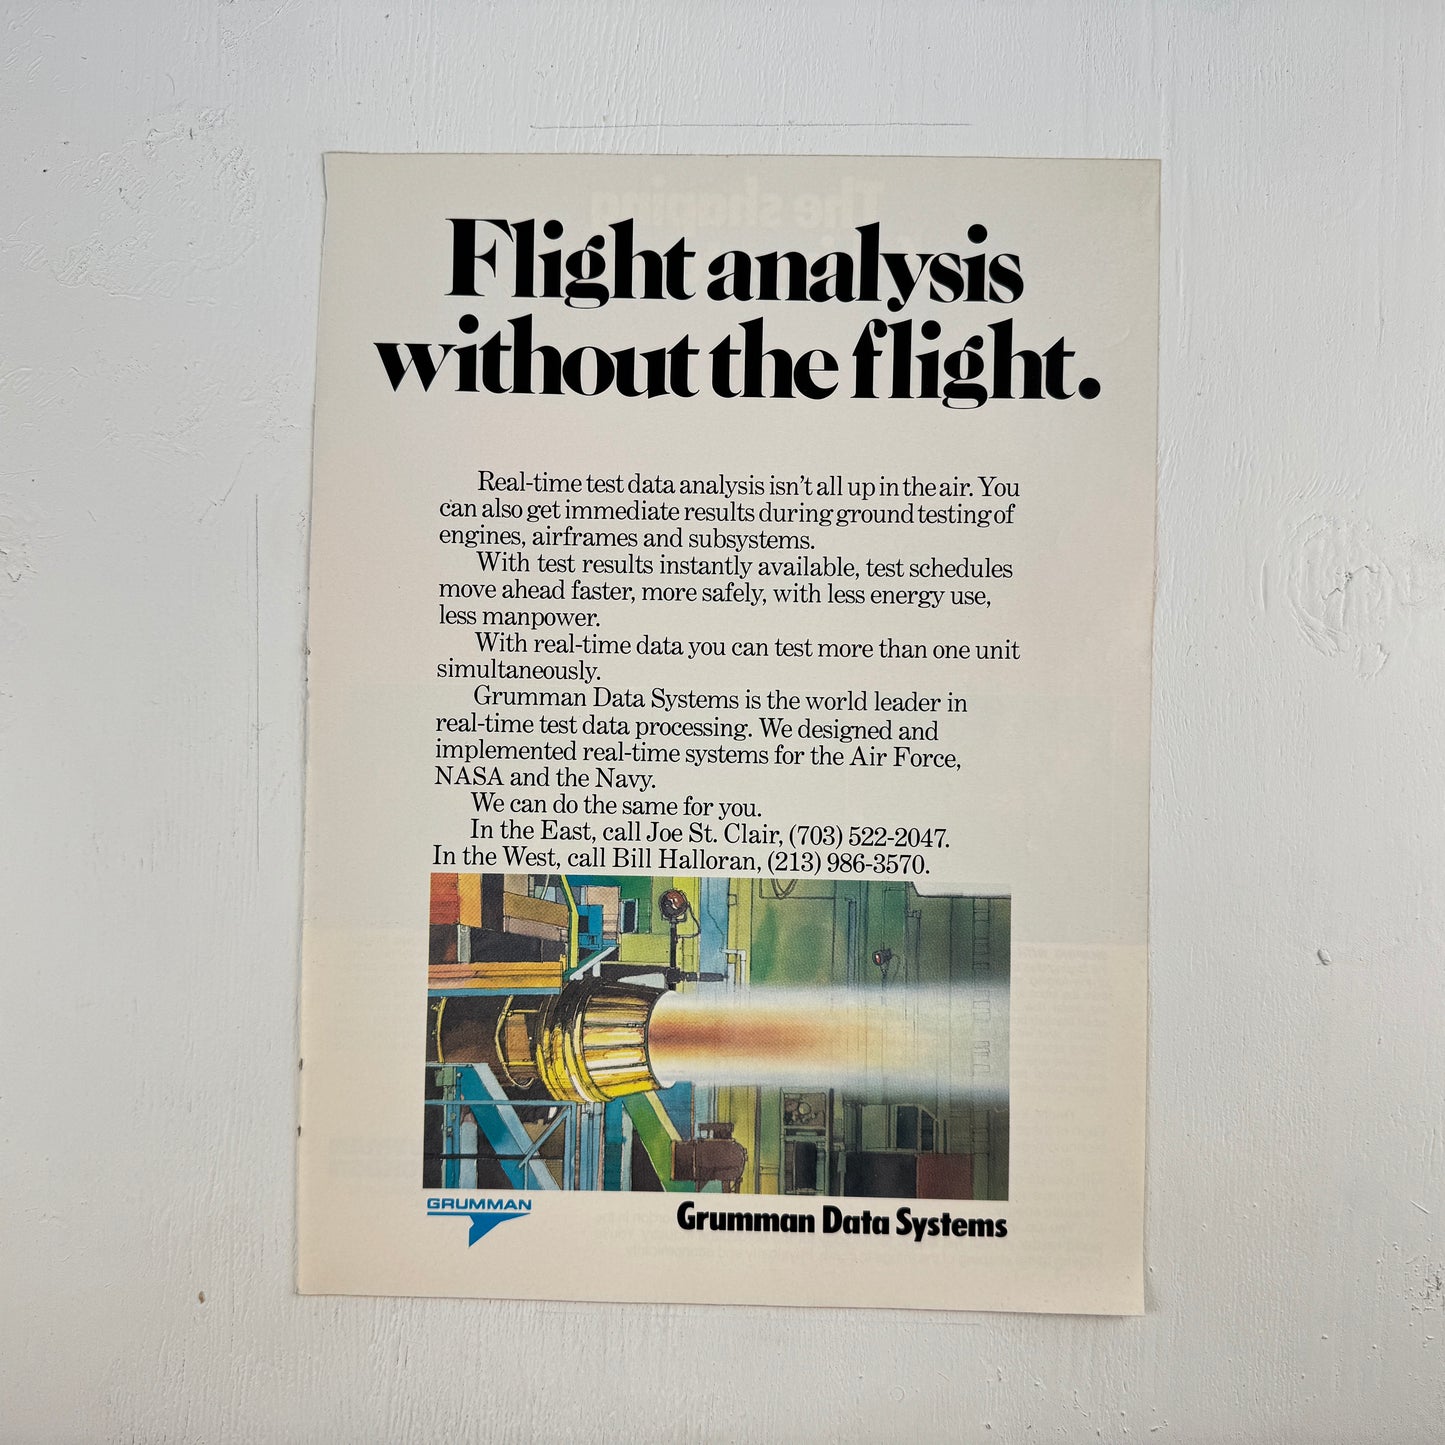 The shaping
Flight analysis
without the flight.
Real-time test data analysis isn't all up in the air. You
can also get immediate results during ground testing of
engines, airframes and subsystems.
With test results instantly available, test schedules
move ahead faster, more safely, with less energy use,
less manpower.
With real-time data you can test more than one unit
simultaneously.
Grumman Data Systems is the world leader in
real-time test data processing. We designed and
implemented real-time systems for the Air Force,
NASA and the Navy.
We can do the same for you.
In the East, call Joe St. Clair, (703) 522-2047.
In the West, call Bill Halloran, (213) 986-3570.
GRUMMAN
Grumman Data Systems